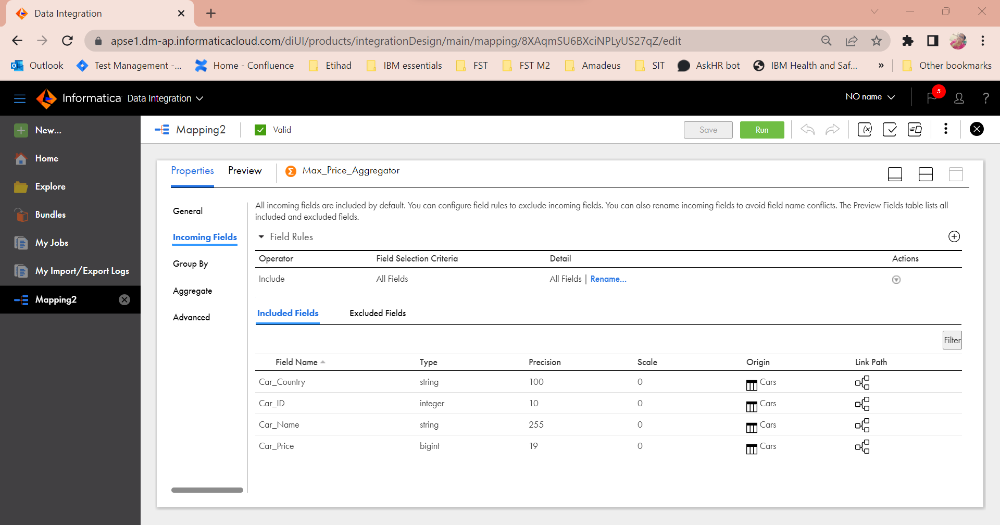 Data Integration
apse1.dm-ap.informaticacloud.com/diUI/products/integrationDesign/main/mapping/8XAqmSU6BXciNPLyUS27qZ/edit
Outlook Test Management -... Home - Confluence Etihad IBM essentials FST FST M2 Amadeus SIT AskHR bot IBM Health and Saf... » Other bookmarks
Informatica Data Integration NO name 5 ?
New...
Home
Explore
Bundles
My Jobs
My Import/Export Logs
Mapping2
Mapping2 Valid Save Run
Properties Preview Max_Price_Aggregator
General
Incoming Fields
Group By
Aggregate
Advanced
All incoming fields are included by default. You can configure field rules to exclude incoming fields. You can also rename incoming fields to avoid field name conflicts. The Preview Fields table lists all
included and excluded fields.
Field Rules
Operator Field Selection Criteria Detail Actions
Include All Fields All Fields | Rename...
Included Fields Excluded Fields
Filter
Field Name Type Precision Scale Origin Link Path
Car_Country string 100 0 Cars
Car_ID integer 10 0 Cars
Car_Name string 255 0 Cars
Car_Price bigint 19 0 Cars